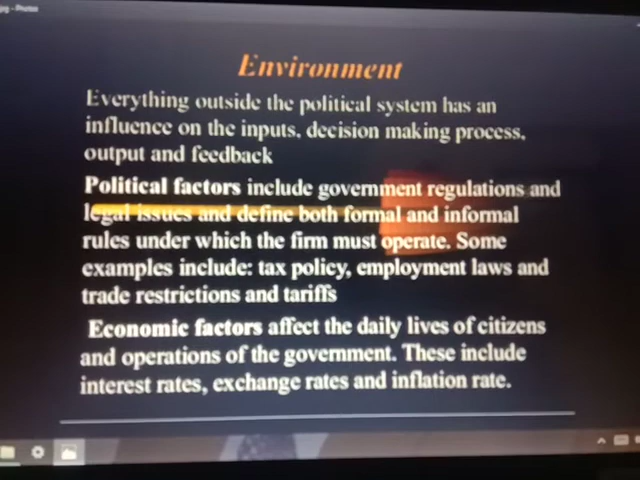 Environment
Everything outside the political system has an
influence on the inputs, decision making process,
output and feedback
Political factors include government regulations and
legal issues and define both formal and informal
rules under which the firm must operate. Some
examples include: tax policy, employment laws and
trade restrictions and tariffs
Economic factors affect the daily lives of citizens
and operations of the government. These include
interest rates, exchange rates and inflation rate.